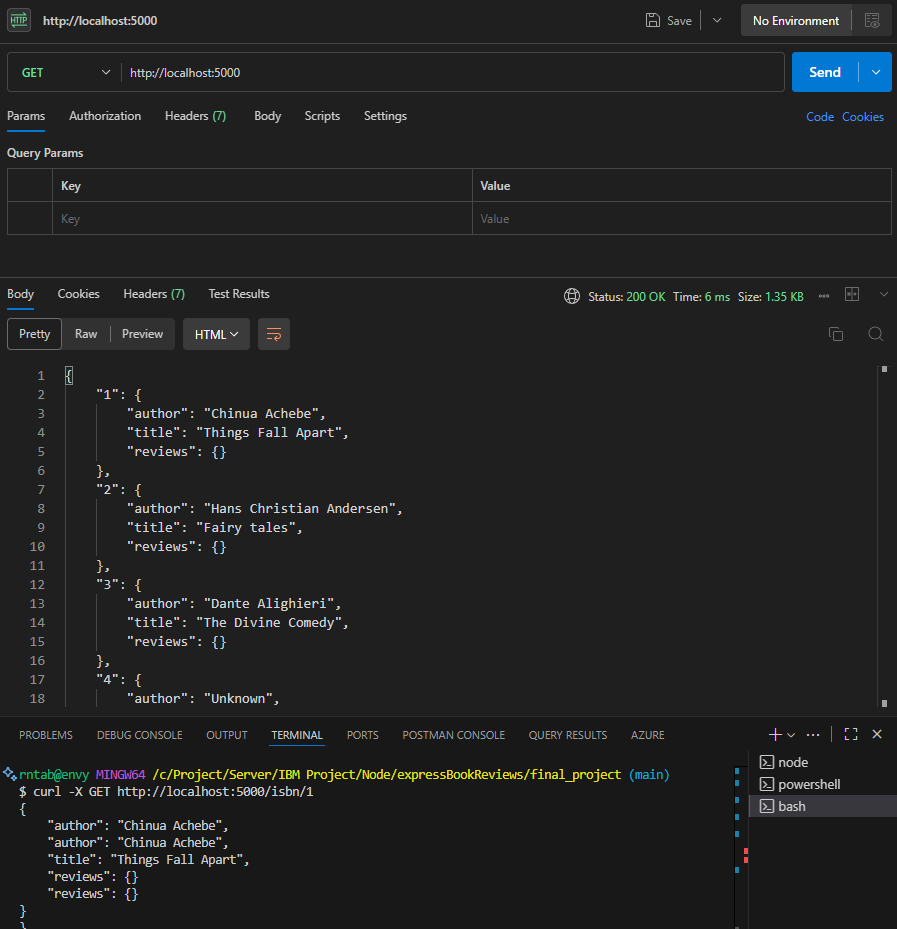 HTTP http://localhost:5000 Save No Environment
GET http://localhost:5000 Send
Params Authorization Headers (7) Body Scripts Settings Code Cookies
Query Params
Key Value
Key Value
Body Cookies Headers (7) Test Results Status: 200 OK Time: 6 ms Size: 1.35 KB
Pretty Raw Preview HTML
1 {
2 "1": {
3 "author": "Chinua Achebe",
4 "title": "Things Fall Apart",
5 "reviews": {}
6 },
7 "2": {
8 "author": "Hans Christian Andersen",
9 "title": "Fairy tales",
10 "reviews": {}
11 },
12 "3": {
13 "author": "Dante Alighieri",
14 "title": "The Divine Comedy",
15 "reviews": {}
16 },
17 "4": {
18 "author": "Unknown",
PROBLEMS DEBUG CONSOLE OUTPUT TERMINAL PORTS POSTMAN CONSOLE QUERY RESULTS AZURE
rntab@envy MINGW64 /c/Project/Server/IBM Project/Node/expressBookReviews/final_project (main)
$ curl -X GET http://localhost:5000/isbn/1
{
"author": "Chinua Achebe",
"author": "Chinua Achebe",
"title": "Things Fall Apart",
"reviews": {}
"reviews": {}
}
}
node
powershell
bash